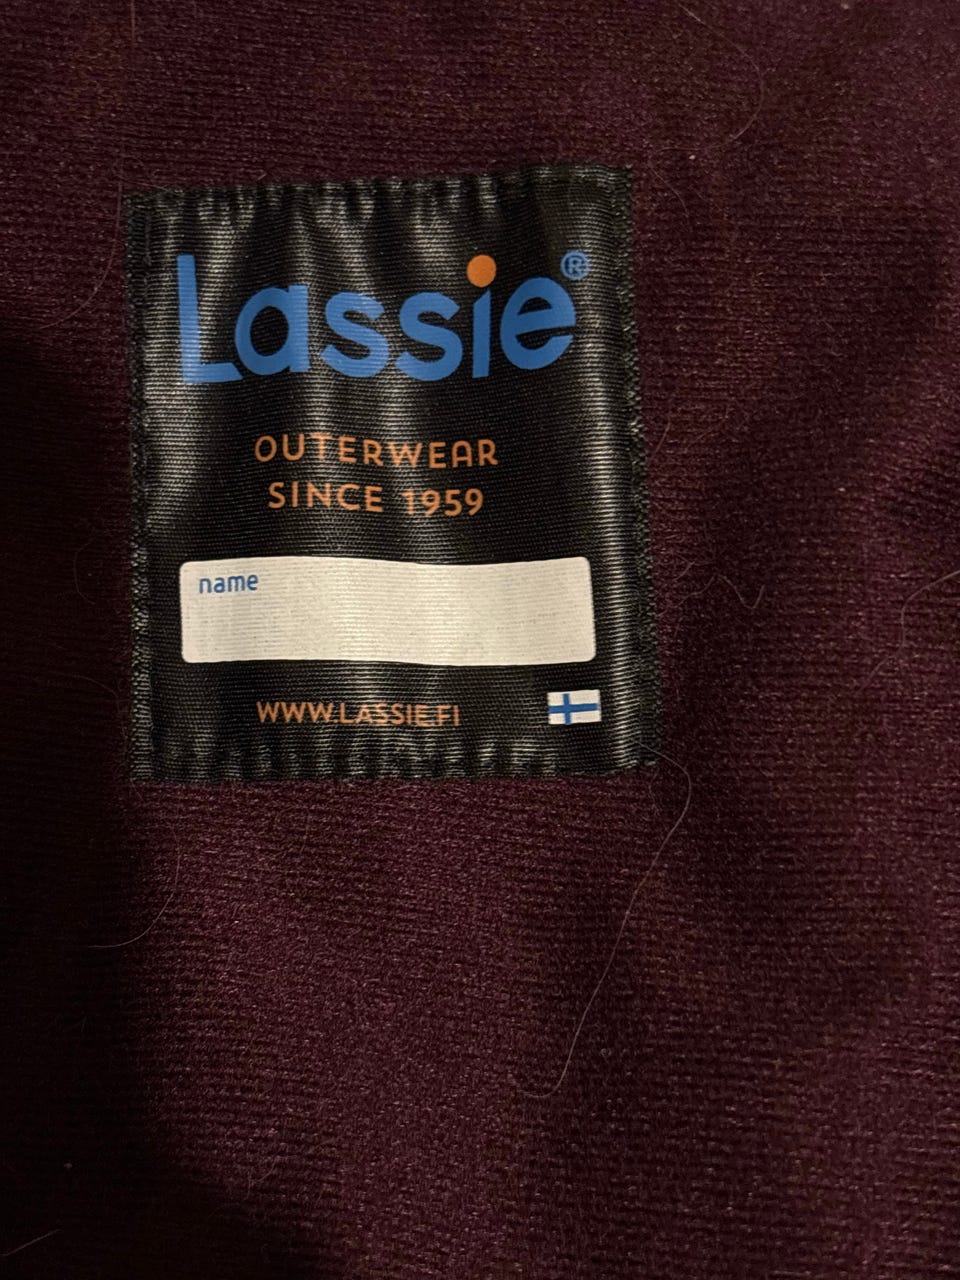 Lassie®
OUTERWEAR
SINCE 1959
name
WWW.LASSIE.FI